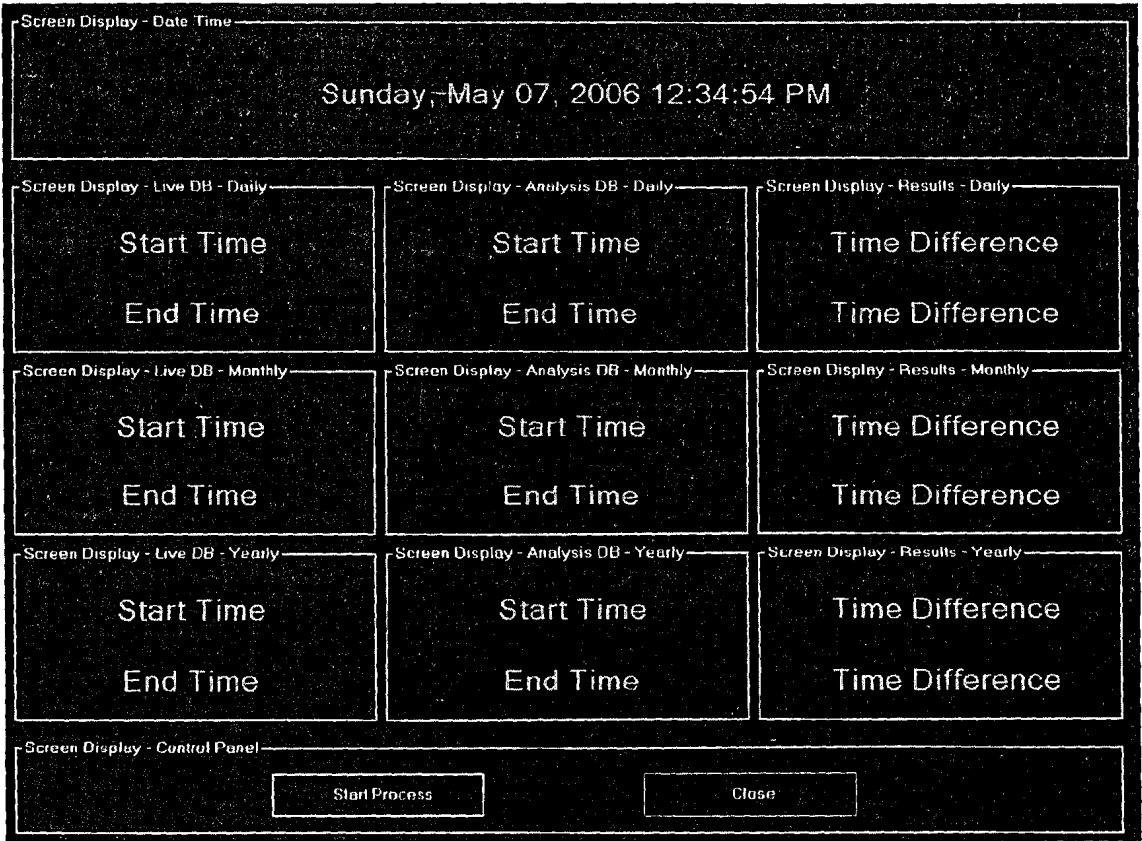 Screen Display - Date Time
Sunday, May 07, 2006 12:34:54 PM
Screen Display - Live DB - Daily
Start Time
End Time
Screen Display - Analysis DB - Daily
Start Time
End Time
Screen Display - Results - Daily
Time Difference
Time Difference
Screen Display - Live DB - Monthly
Start Time
End Time
Screen Display - Analysis DB - Monthly
Start Time
End Time
Screen Display - Results - Monthly
Time Difference
Time Difference
Screen Display - Live DB - Yearly
Start Time
End Time
Screen Display - Analysis DB - Yearly
Start Time
End Time
Screen Display - Results - Yearly
Time Difference
Time Difference
Screen Display - Control Panel
Start Process
Close